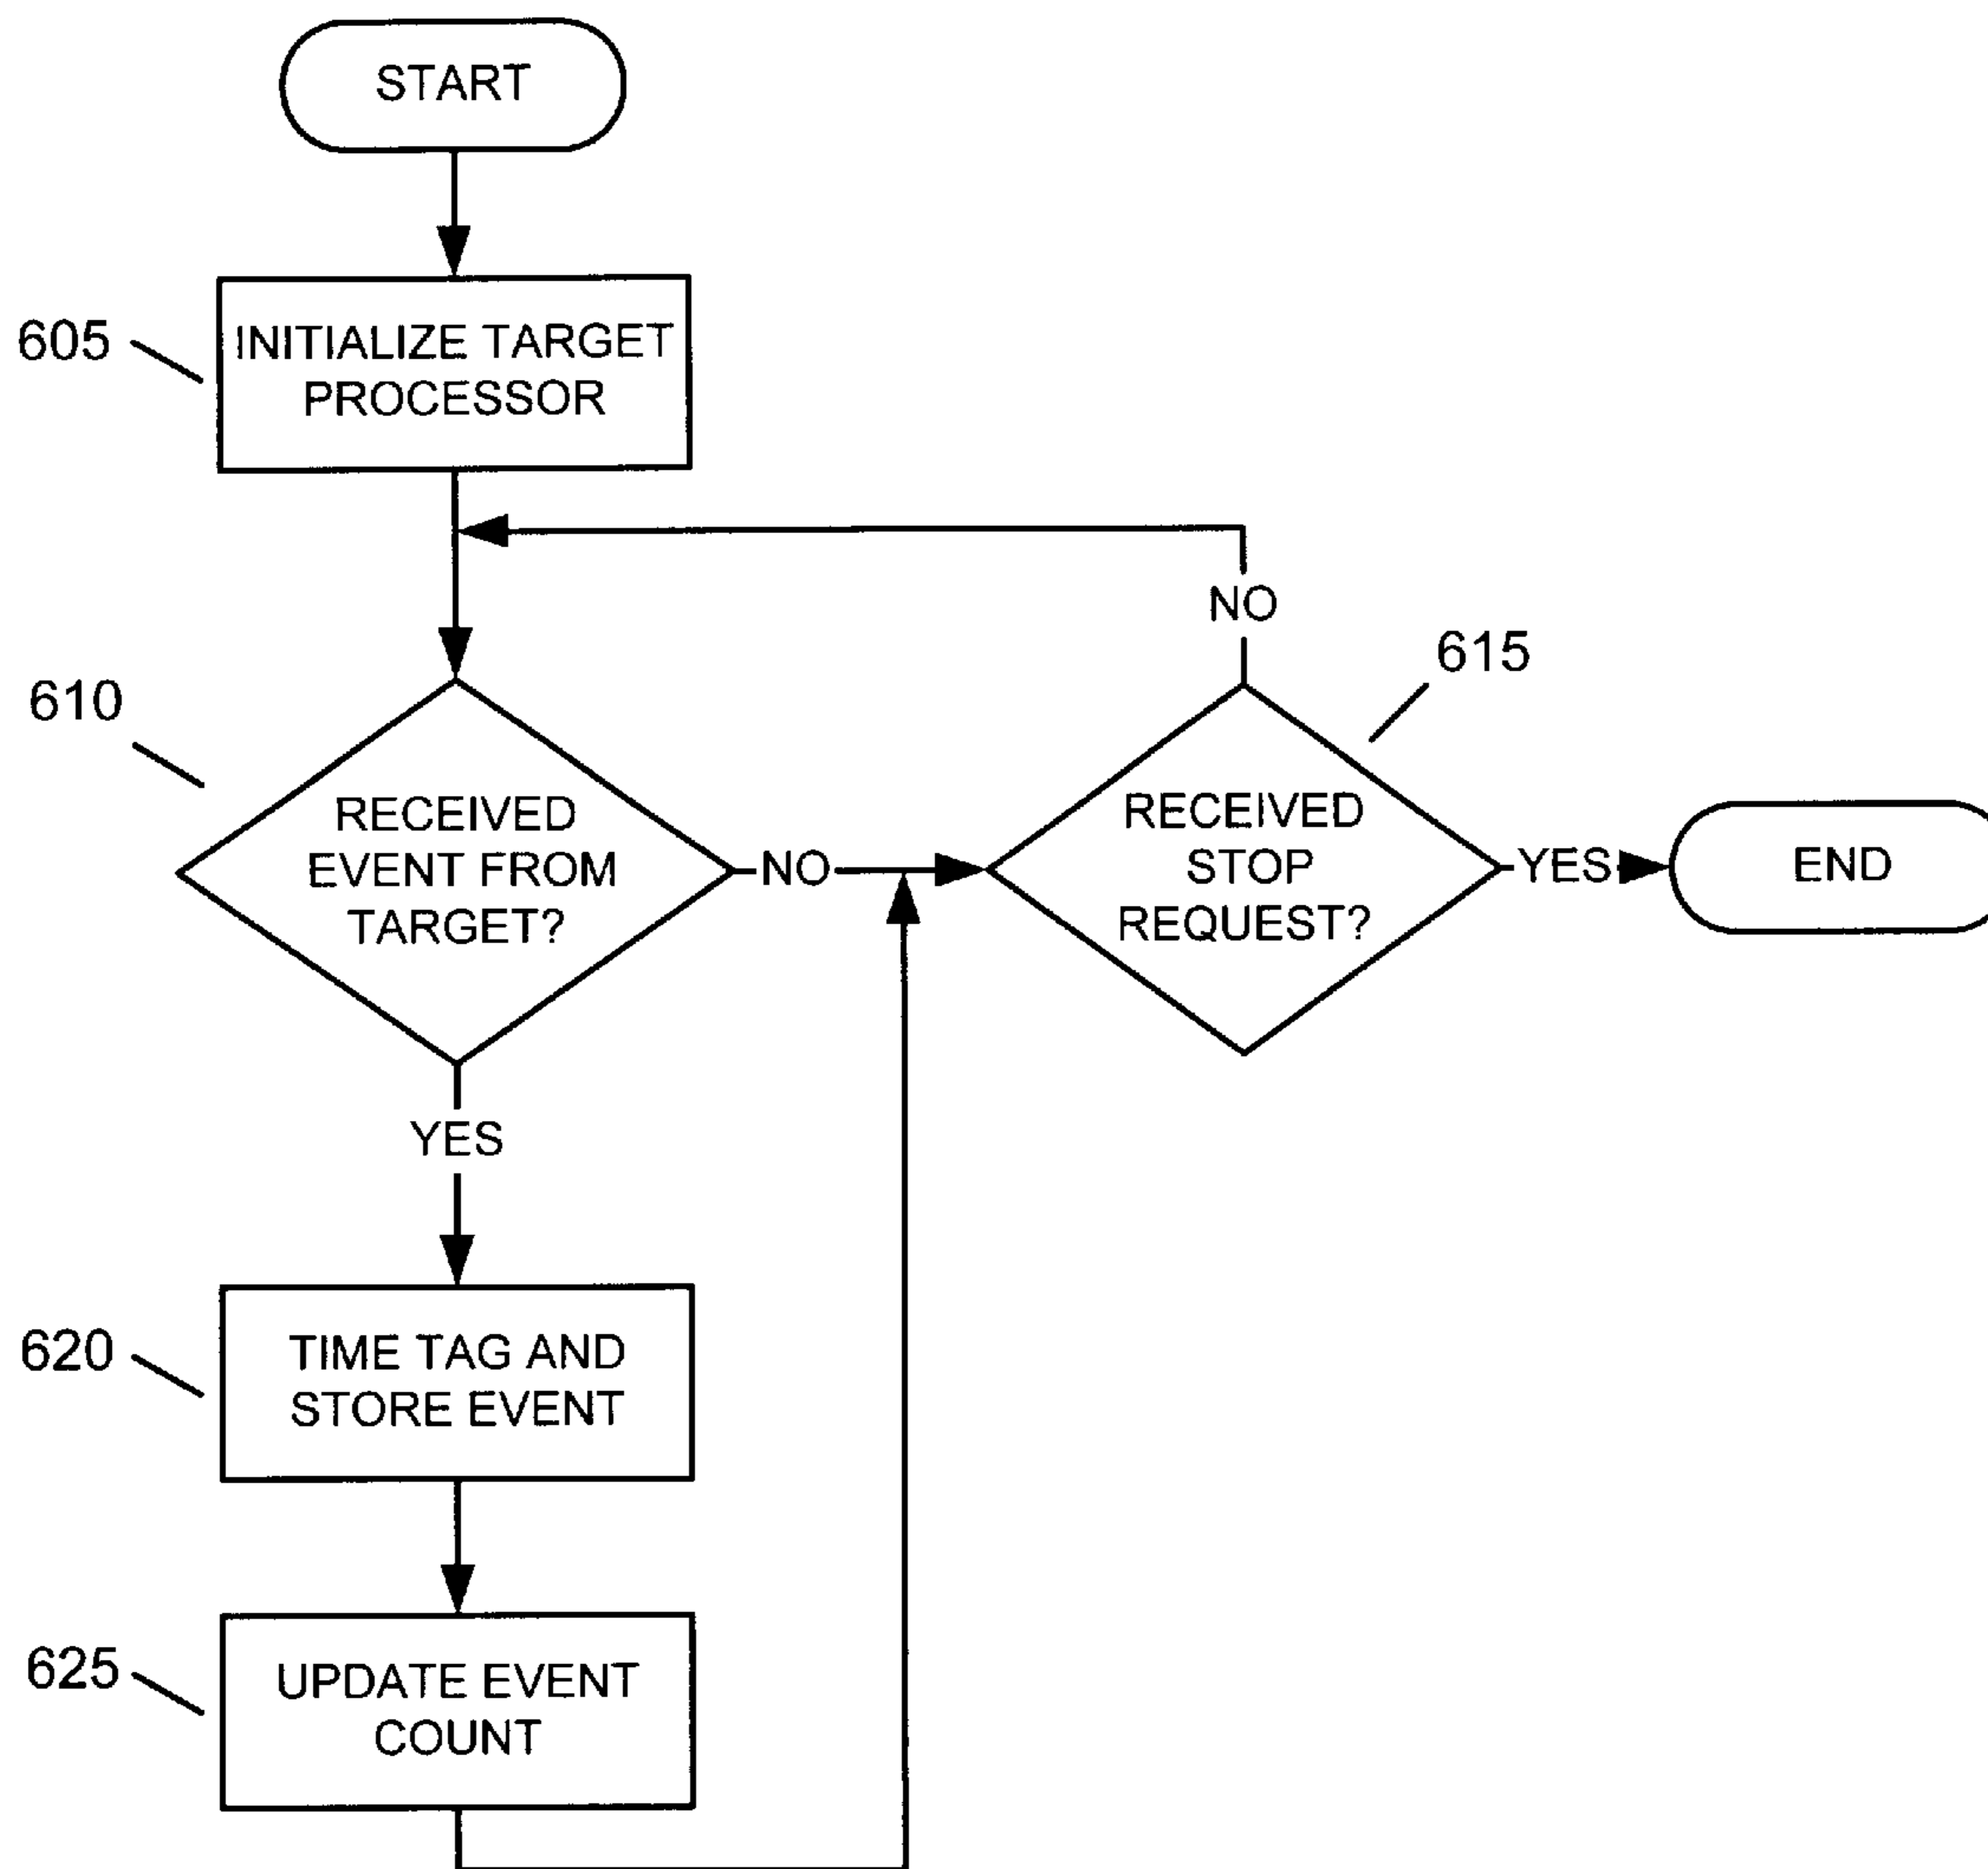 START
605
INITIALIZE TARGET
PROCESSOR
NO
615
610
RECEIVED
EVENT FROM
TARGET?
NO
RECEIVED
STOP
REQUEST?
YES
END
YES
620
TIME TAG AND
STORE EVENT
625
UPDATE EVENT
COUNT